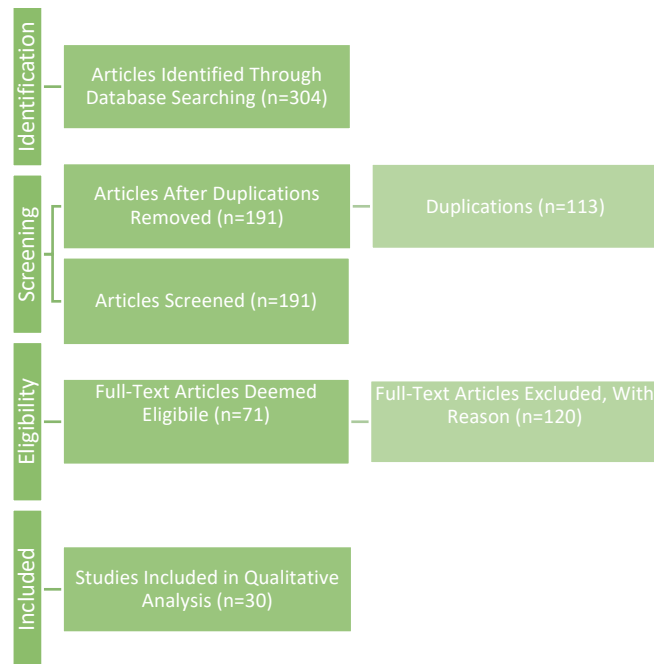 Identification
Articles Identified Through
Database Searching (n=304)
Screening
Articles After Duplications
Removed (n=191)
Duplications (n=113)
Articles Screened (n=191)
Eligibility
Full-Text Articles Deemed
Eligibile (n=71)
Full-Text Articles Excluded, With
Reason (n=120)
Included
Studies Included in Qualitative
Analysis (n=30)